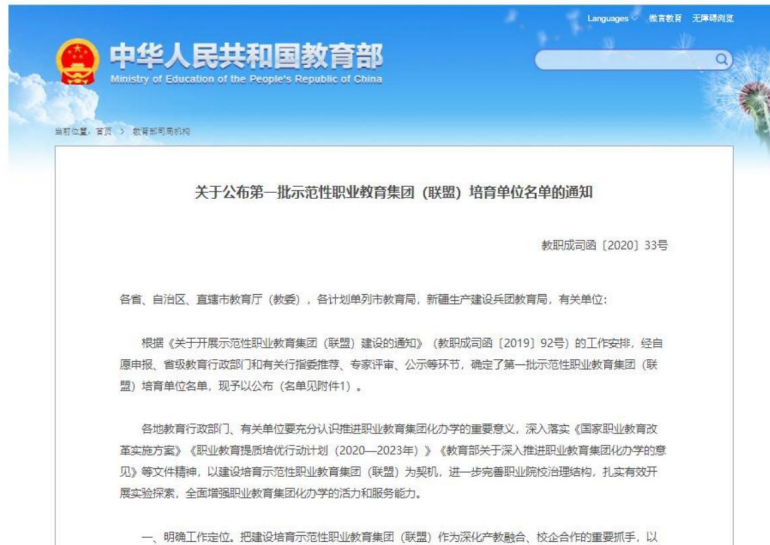 Languages 微言教育 无障碍浏览
中华人民共和国教育部
Ministry of Education of the People's Republic of China
当前位置: 首页 > 教育部司局机构
关于公布第一批示范性职业教育集团（联盟）培育单位名单的通知
教职成司函〔2020〕33号
各省、自治区、直辖市教育厅（教委），各计划单列市教育局，新疆生产建设兵团教育局，有关单位：
根据《关于开展示范性职业教育集团（联盟）建设的通知》（教职成司函〔2019〕92号）的工作安排，经自
愿申报、省级教育行政部门和有关行指委推荐、专家评审、公示等环节，确定了第一批示范性职业教育集团（联
盟）培育单位名单，现予以公布（名单见附件1）。
各地教育行政部门、有关单位要充分认识推进职业教育集团化办学的重要意义，深入落实《国家职业教育改
革实施方案》《职业教育提质培优行动计划（2020—2023年）》《教育部关于深入推进职业教育集团化办学的意
见》等文件精神，以建设培育示范性职业教育集团（联盟）为契机，进一步完善职业院校治理结构，扎实有效开
展实验探索，全面增强职业教育集团化办学的活力和服务能力。
一、明确工作定位。把建设培育示范性职业教育集团（联盟）作为深化产教融合、校企合作的重要抓手，以